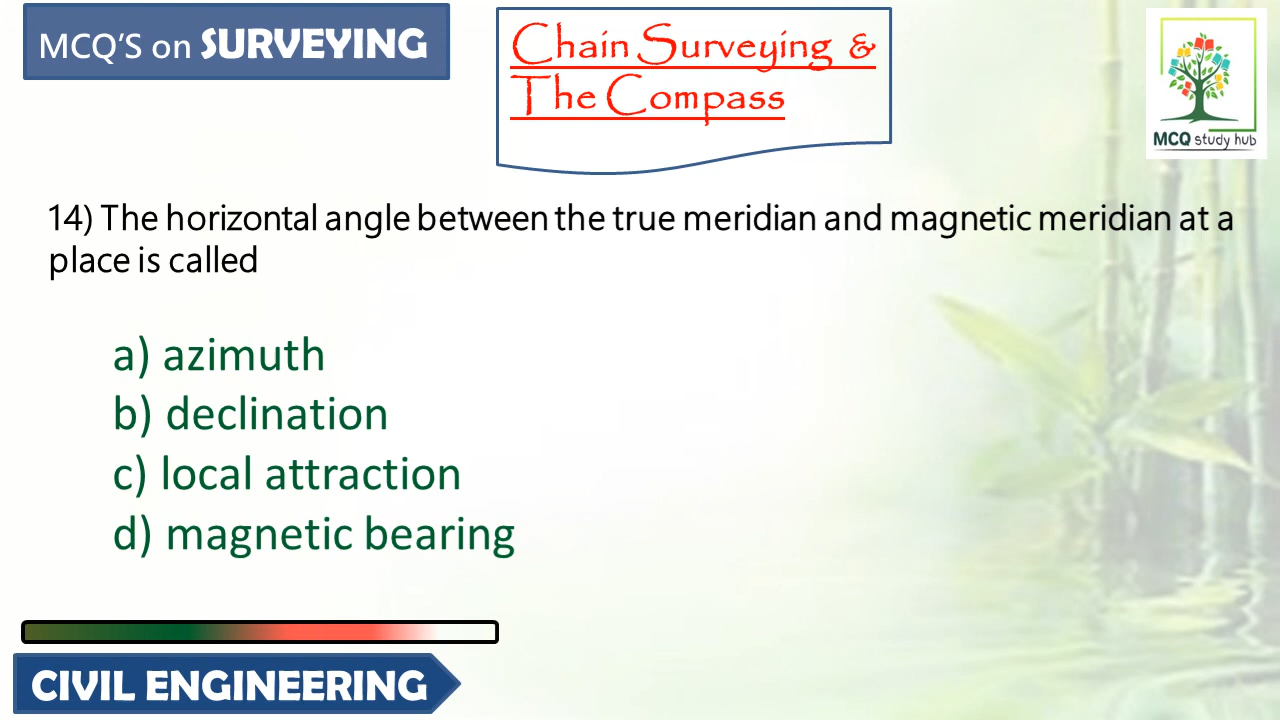 MCQ'S on SURVEYING
Chain Surveying &
The Compass
MCQ study hub
14) The horizontal angle between the true meridian and magnetic meridian at a
place is called
a) azimuth
b) declination
c) local attraction
d) magnetic bearing
CIVIL ENGINEERING